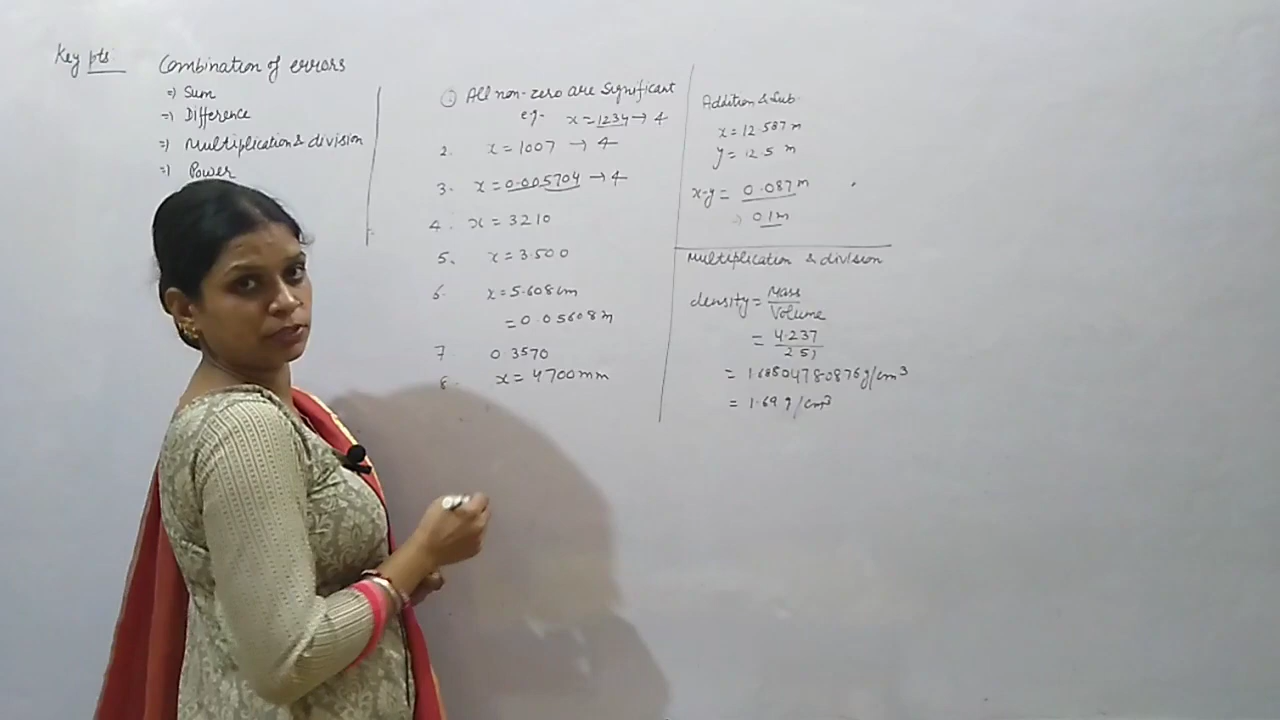 Key pts
Combination of errors
=) Sum
=) Difference
=) Multiplication & division
=) Power
① All non-zero are significant
eg- x = 1234 → 4
2. x = 1007 → 4
3. x = 0.005704 → 4
4. x = 3210
5. x = 3.500
6. x = 5.608 cm
= 0.05608 m
7 0.3570
8. x = 4700 mm
Addition & Sub.
x = 12.587 m
y = 12.5 m
x-y = 0.087 m
=) 0.1 m
Multiplication & division
density = Mass
Volume
= 4.237
2.51
= 1.68804780876 g/cm³
= 1.69 g/cm³